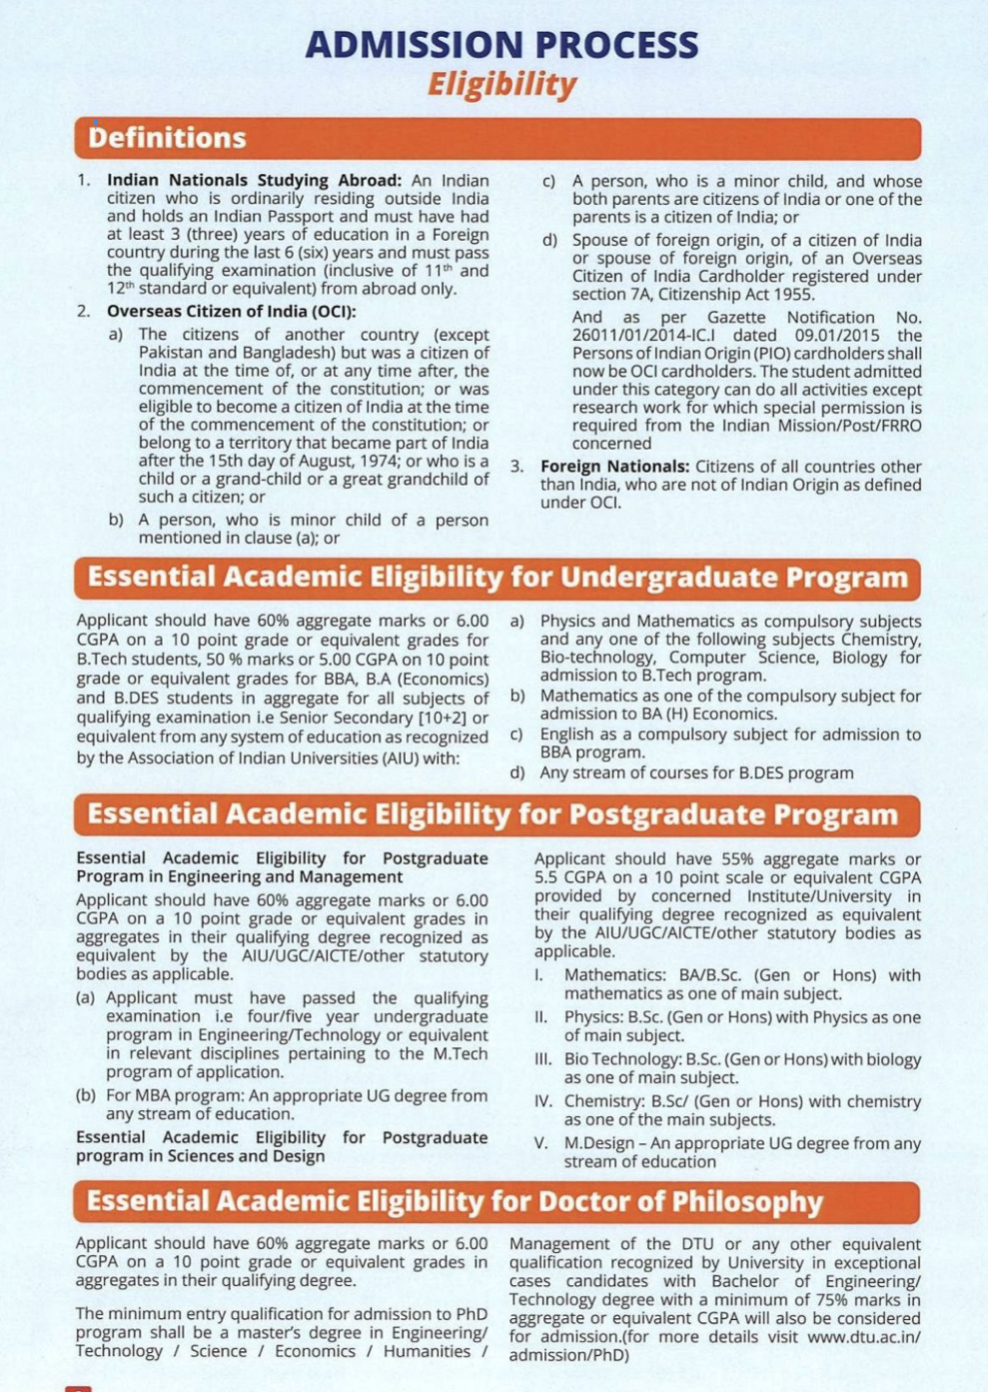 ADMISSION PROCESS
Eligibility
Definitions
1. Indian Nationals Studying Abroad: An Indian
citizen who is ordinarily residing outside India
and holds an Indian Passport and must have had
at least 3 (three) years of education in a Foreign
country during the last 6 (six) years and must pass
the qualifying examination (inclusive of 11th and
12th standard or equivalent) from abroad only.
2. Overseas Citizen of India (OCI):
a) The citizens of another country (except
Pakistan and Bangladesh) but was a citizen of
India at the time of, or at any time after, the
commencement of the constitution; or was
eligible to become a citizen of India at the time
of the commencement of the constitution; or
belong to a territory that became part of India
after the 15th day of August, 1974; or who is a
child or a grand-child or a great grandchild of
such a citizen; or
b) A person, who is minor child of a person
mentioned in clause (a); or
c) A person, who is a minor child, and whose
both parents are citizens of India or one of the
parents is a citizen of India; or
d) Spouse of foreign origin, of a citizen of India
or spouse of foreign origin, of an Overseas
Citizen of India Cardholder registered under
section 7A, Citizenship Act 1955.
And as per Gazette Notification No.
26011/01/2014-IC.I dated 09.01/2015 the
Persons of Indian Origin (PIO) cardholders shall
now be OCI cardholders. The student admitted
under this category can do all activities except
research work for which special permission is
required from the Indian Mission/Post/FRRO
concerned
3. Foreign Nationals: Citizens of all countries other
than India, who are not of Indian Origin as defined
under OCI.
Essential Academic Eligibility for Undergraduate Program
Applicant should have 60% aggregate marks or 6.00
CGPA on a 10 point grade or equivalent grades for
B.Tech students, 50 % marks or 5.00 CGPA on 10 point
grade or equivalent grades for BBA, B.A (Economics)
and B.DES students in aggregate for all subjects of
qualifying examination i.e Senior Secondary [10+2] or
equivalent from any system of education as recognized
by the Association of Indian Universities (AIU) with:
a) Physics and Mathematics as compulsory subjects
and any one of the following subjects Chemistry,
Bio-technology, Computer Science, Biology for
admission to B.Tech program.
b) Mathematics as one of the compulsory subject for
admission to BA (H) Economics.
c) English as a compulsory subject for admission to
BBA program.
d) Any stream of courses for B.DES program
Essential Academic Eligibility for Postgraduate Program
Essential Academic Eligibility for Postgraduate
Program in Engineering and Management
Applicant should have 60% aggregate marks or 6.00
CGPA on a 10 point grade or equivalent grades in
aggregates in their qualifying degree recognized as
equivalent by the AIU/UGC/AICTE/other statutory
bodies as applicable.
(a) Applicant must have passed the qualifying
examination i.e four/five year undergraduate
program in Engineering/Technology or equivalent
in relevant disciplines pertaining to the M.Tech
program of application.
(b) For MBA program: An appropriate UG degree from
any stream of education.
Essential Academic Eligibility for Postgraduate
program in Sciences and Design
Applicant should have 55% aggregate marks or
5.5 CGPA on a 10 point scale or equivalent CGPA
provided by concerned Institute/University in
their qualifying degree recognized as equivalent
by the AIU/UGC/AICTE/other statutory bodies as
applicable.
I. Mathematics: BA/B.Sc. (Gen or Hons) with
mathematics as one of main subject.
II. Physics: B.Sc. (Gen or Hons) with Physics as one
of main subject.
III. Bio Technology: B.Sc. (Gen or Hons) with biology
as one of main subject.
IV. Chemistry: B.Sc/ (Gen or Hons) with chemistry
as one of the main subjects.
V. M.Design – An appropriate UG degree from any
stream of education
Essential Academic Eligibility for Doctor of Philosophy
Applicant should have 60% aggregate marks or 6.00
CGPA on a 10 point grade or equivalent grades in
aggregates in their qualifying degree.
The minimum entry qualification for admission to PhD
program shall be a master's degree in Engineering/
Technology / Science / Economics / Humanities /
Management of the DTU or any other equivalent
qualification recognized by University in exceptional
cases candidates with Bachelor of Engineering/
Technology degree with a minimum of 75% marks in
aggregate or equivalent CGPA will also be considered
for admission.(for more details visit www.dtu.ac.in/
admission/PhD)